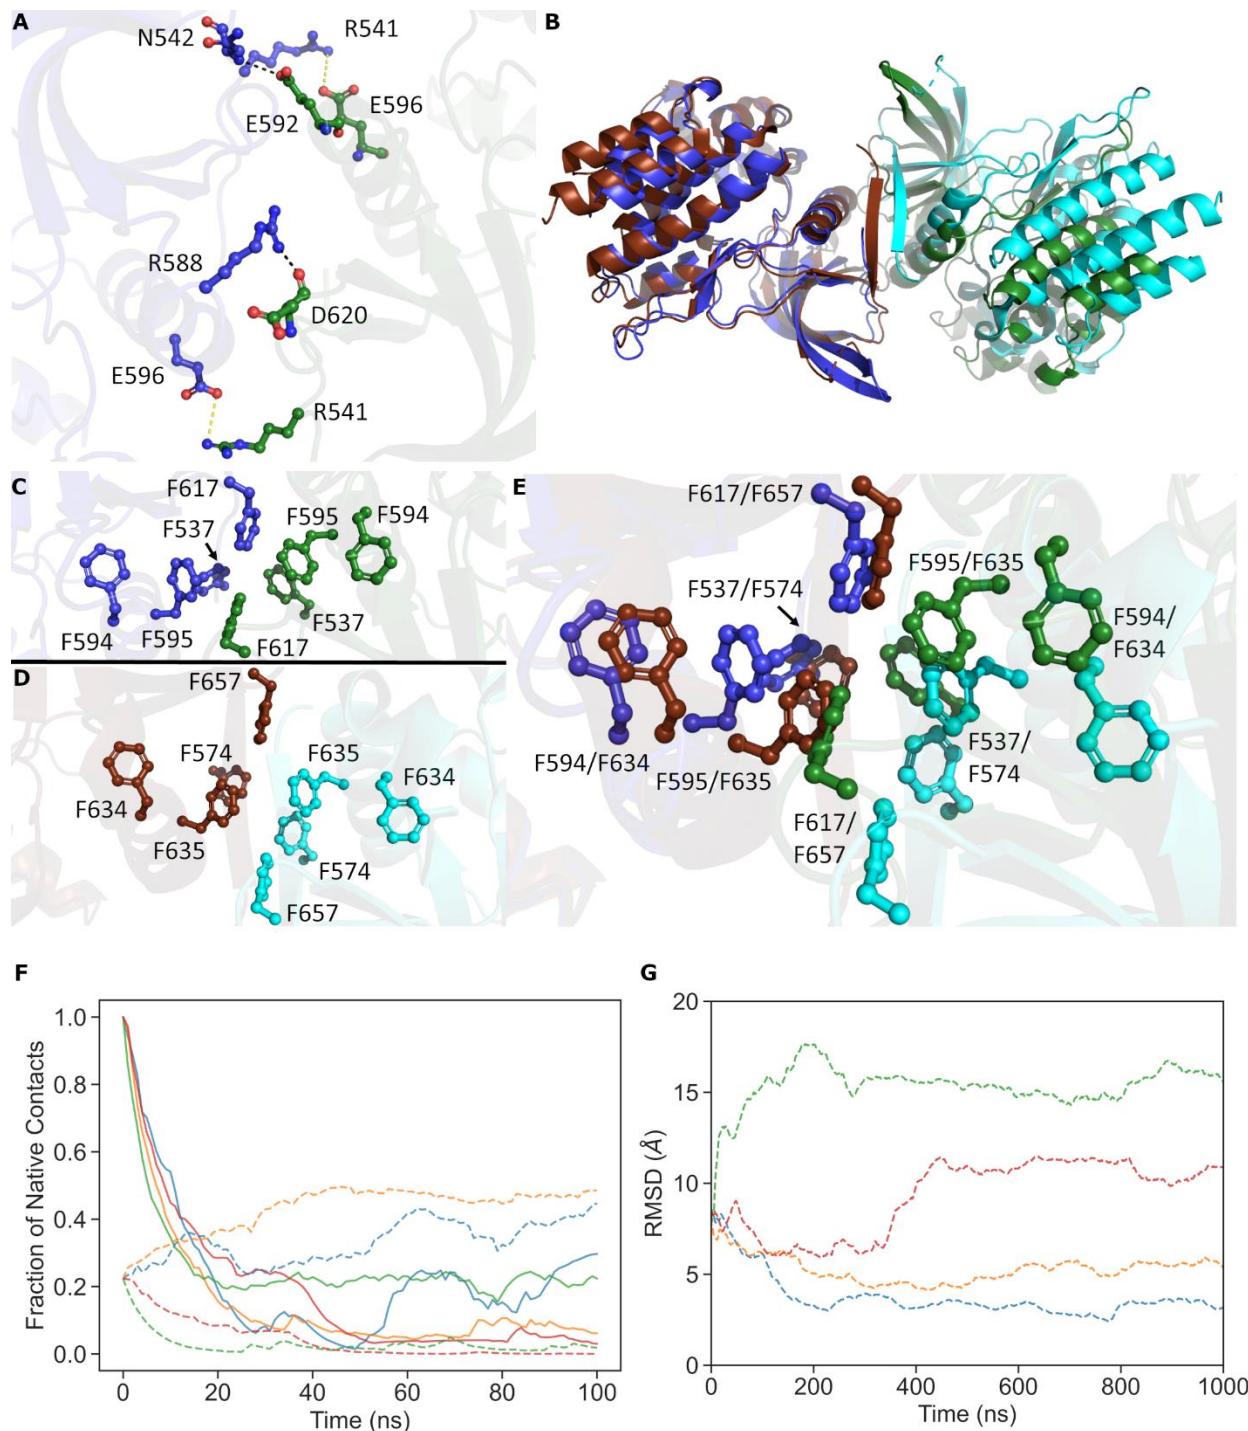 A
N542
R541
E596
E592
R588
D620
E596
R541
B
C
F617
F537
F595
F594
F594
F595
F537
F617
D
F657
F574
F635
F634
F634
F635
F574
F657
E
F617/F657
F595/F635
F537/F574
F594/
F634
F594/F634
F595/F635
F537/
F574
F617/
F657
F
Fraction of Native Contacts
1.0
0.8
0.6
0.4
0.2
0.0
0
20
40
60
80
100
Time (ns)
G
RMSD (Å)
20
15
10
5
0
0
200
400
600
800
1000
Time (ns)